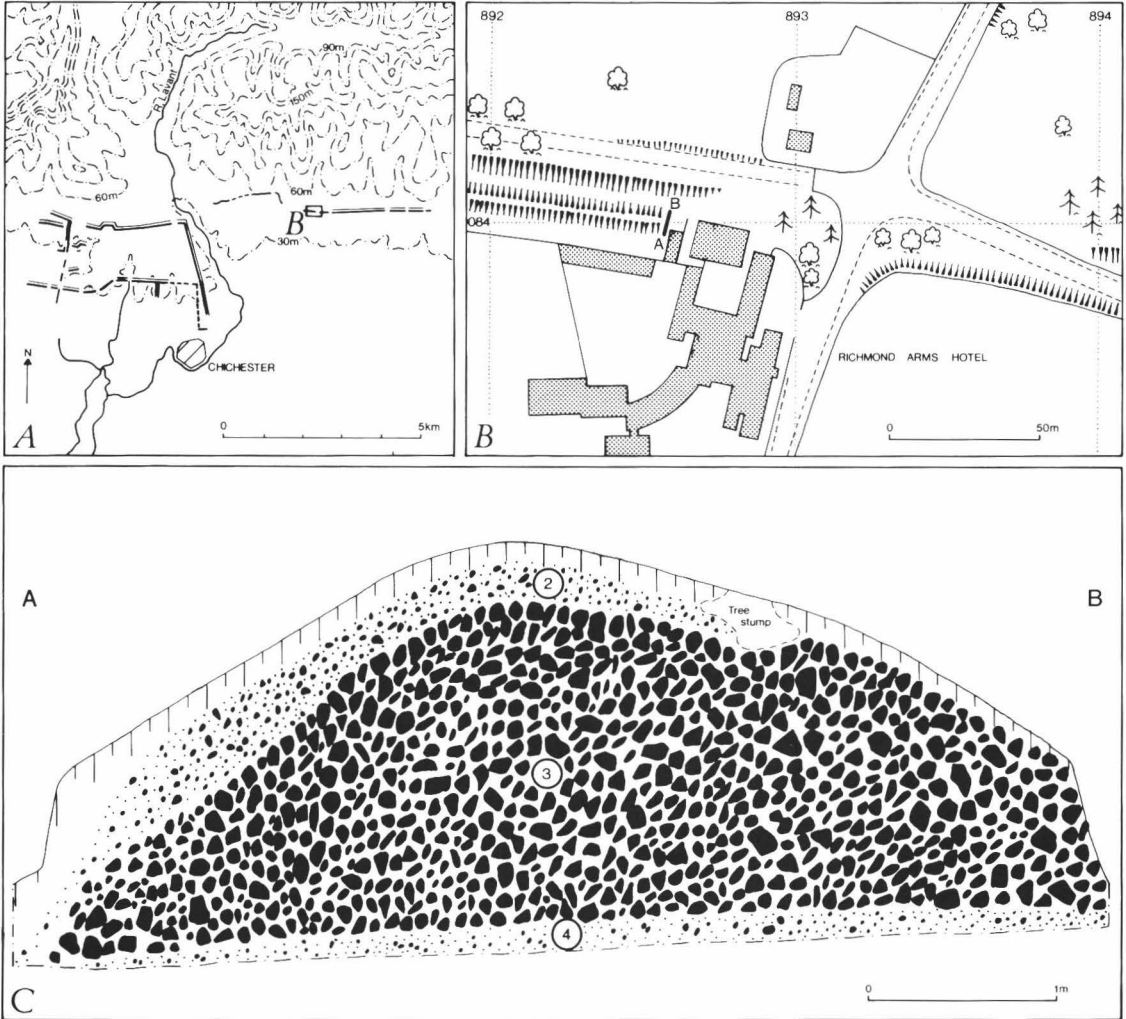 90m
R. Lavant
150m
60m
60m
B
30m
N
CHICHESTER
0 5km
A
892 893 894
084
B
A
RICHMOND ARMS HOTEL
0 50m
B
A
2
B
Tree
stump
3
4
0 1m
C